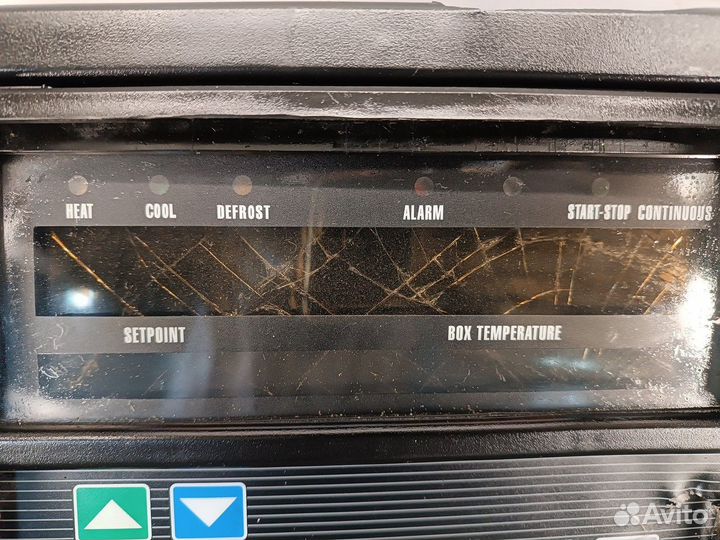 HEAT COOL DEFROST ALARM START-STOP CONTINUOUS
SETPOINT BOX TEMPERATURE
Avito